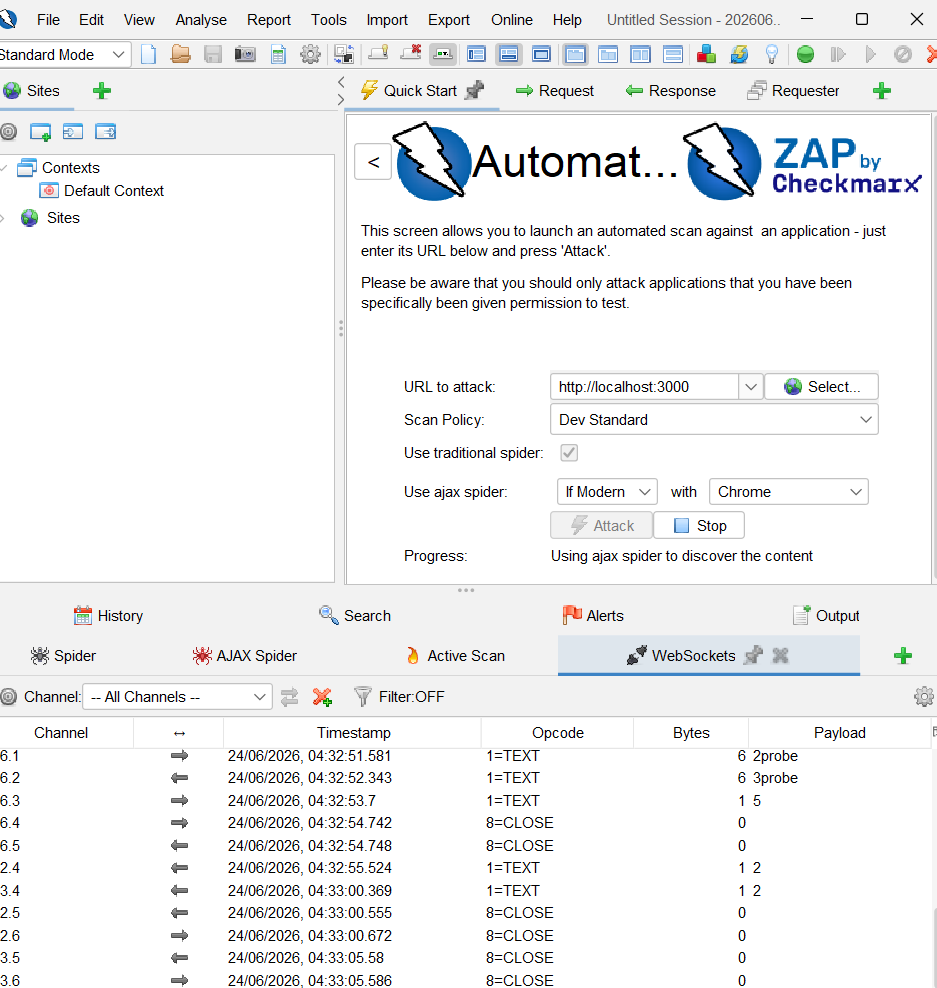 File Edit View Analyse Report Tools Import Export Online Help Untitled Session - 202606..
Standard Mode
Sites
Quick Start Request Response Requester
Contexts
Default Context
Sites
< Automat... ZAP by Checkmarx
This screen allows you to launch an automated scan against an application - just
enter its URL below and press 'Attack'.
Please be aware that you should only attack applications that you have been
specifically been given permission to test.
URL to attack: http://localhost:3000 Select...
Scan Policy: Dev Standard
Use traditional spider:
Use ajax spider: If Modern with Chrome
Attack Stop
Progress: Using ajax spider to discover the content
History Search Alerts Output
Spider AJAX Spider Active Scan WebSockets
Channel: -- All Channels -- Filter:OFF
Channel ↔ Timestamp Opcode Bytes Payload
6.1 24/06/2026, 04:32:51.581 1=TEXT 6 2probe
6.2 24/06/2026, 04:32:52.343 1=TEXT 6 3probe
6.3 24/06/2026, 04:32:53.7 1=TEXT 1 5
6.4 24/06/2026, 04:32:54.742 8=CLOSE 0
6.5 24/06/2026, 04:32:54.748 8=CLOSE 0
2.4 24/06/2026, 04:32:55.524 1=TEXT 1 2
3.4 24/06/2026, 04:33:00.369 1=TEXT 1 2
2.5 24/06/2026, 04:33:00.555 8=CLOSE 0
2.6 24/06/2026, 04:33:00.672 8=CLOSE 0
3.5 24/06/2026, 04:33:05.58 8=CLOSE 0
3.6 24/06/2026, 04:33:05.586 8=CLOSE 0